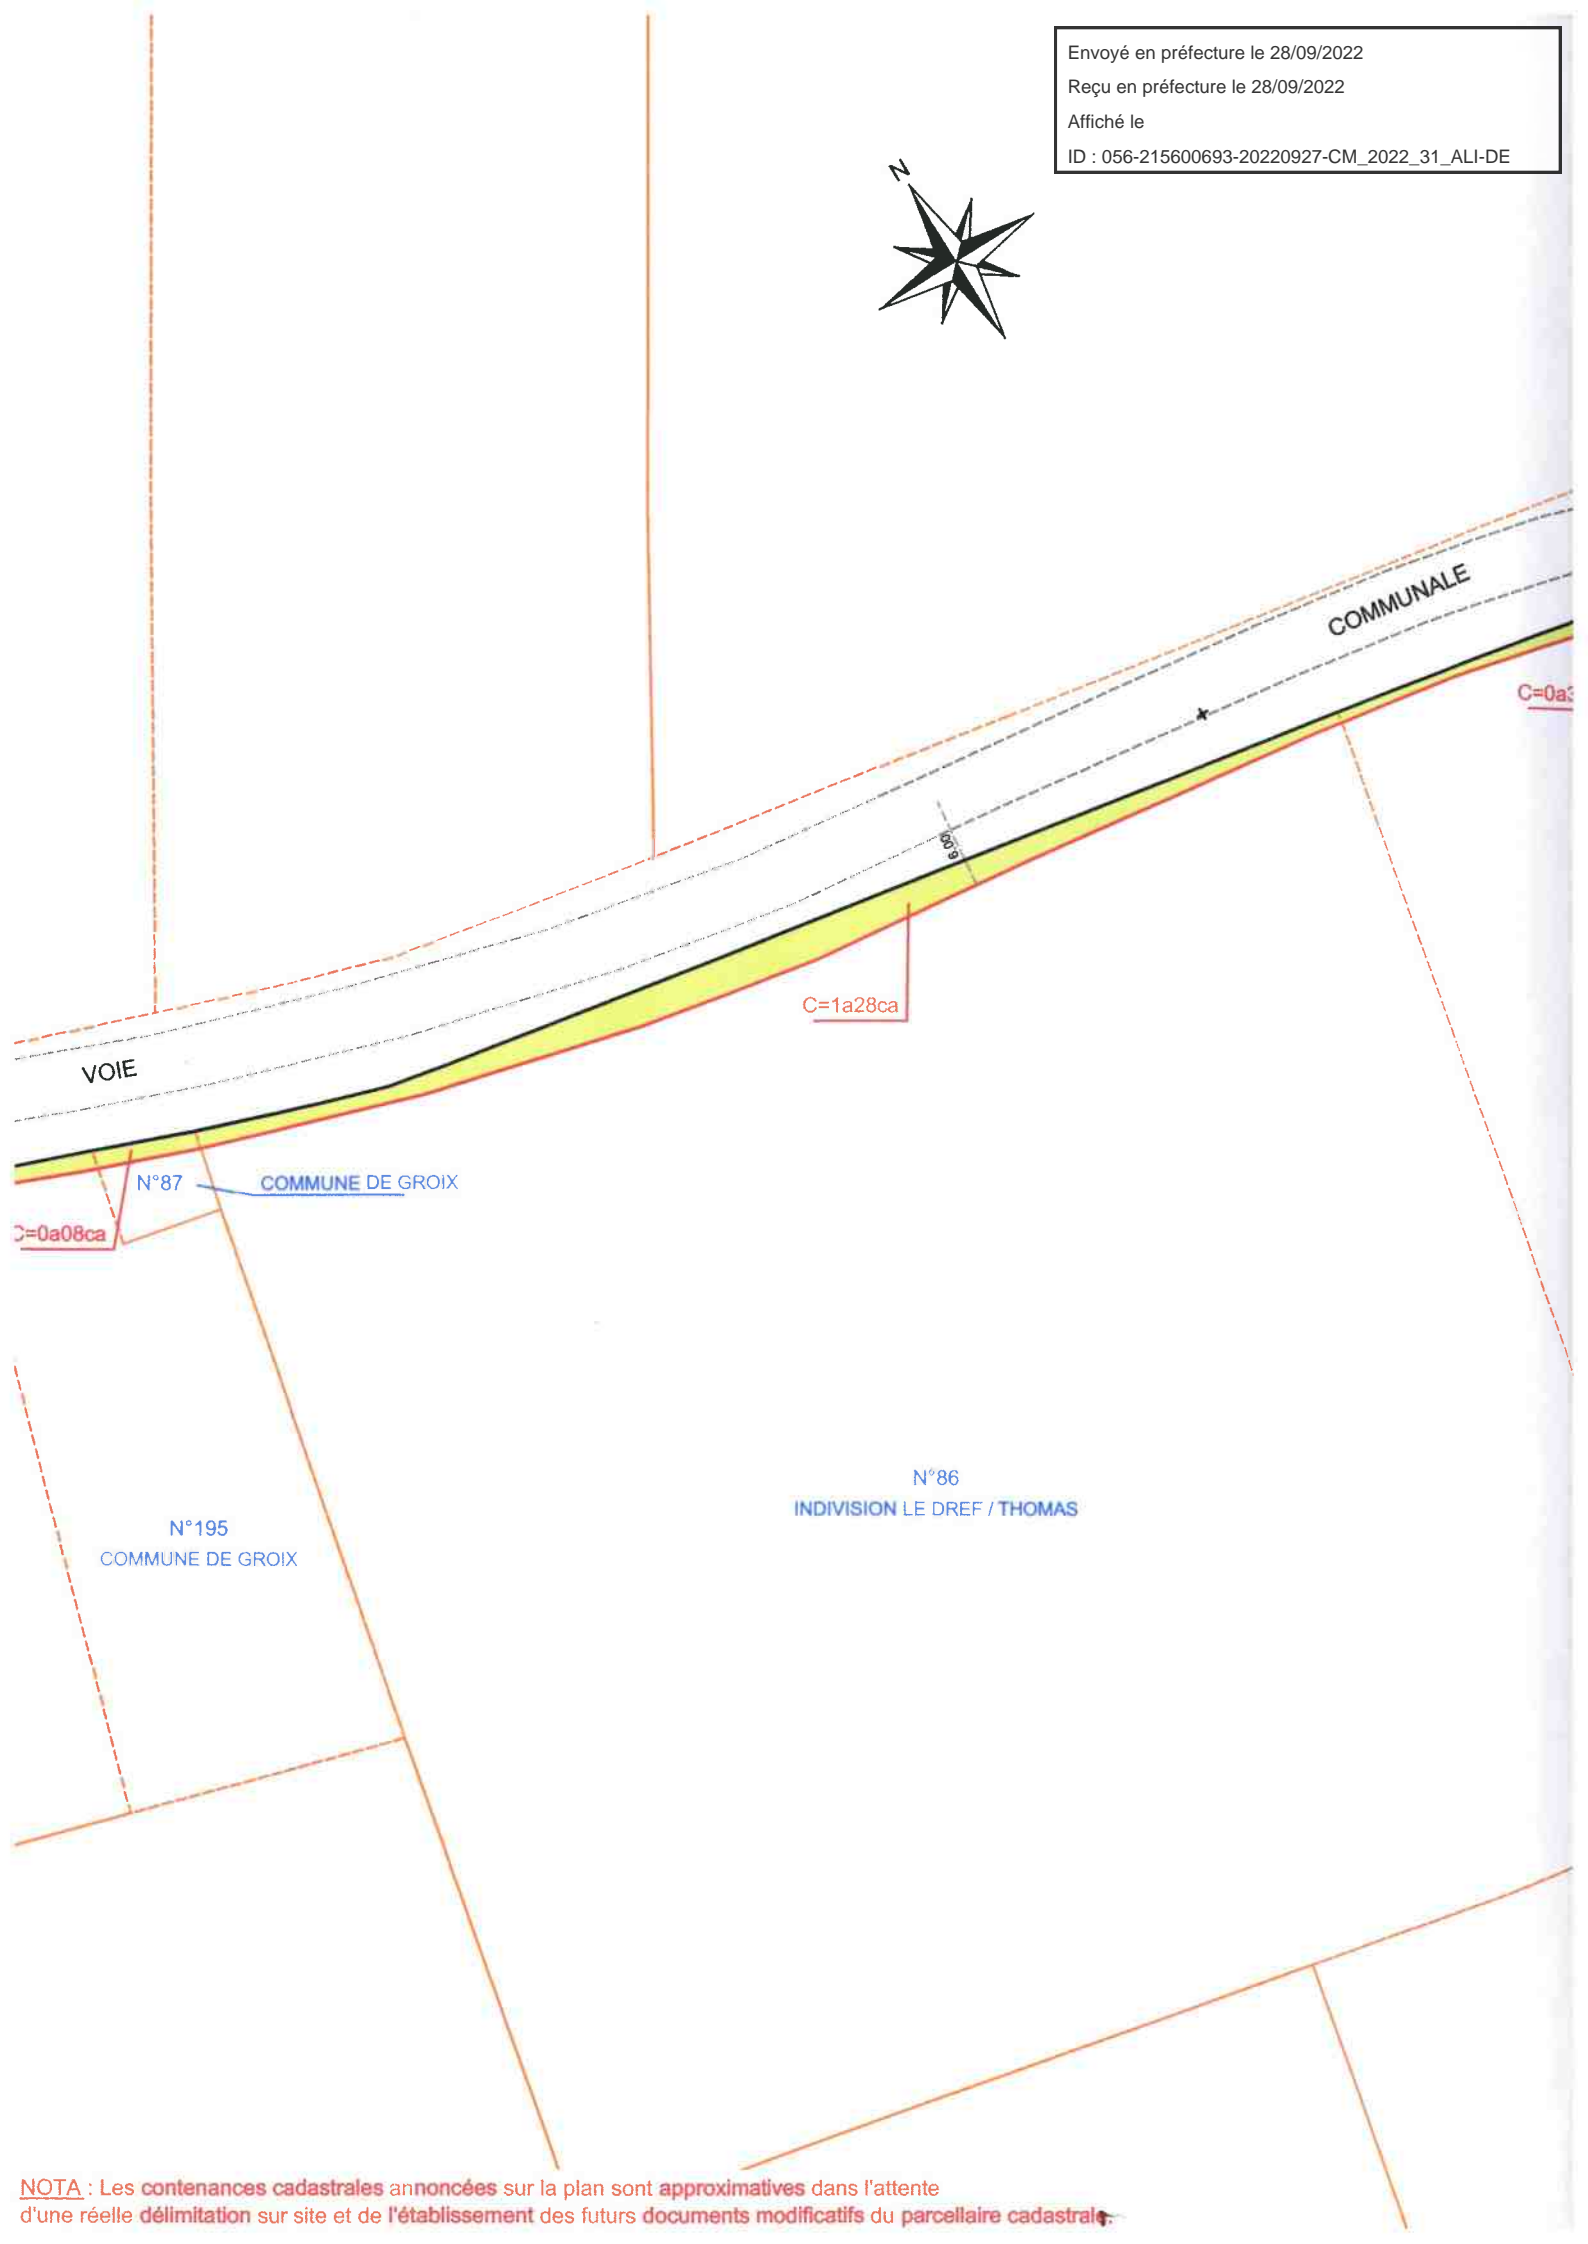 Envoyé en préfecture le 28/09/2022
Reçu en préfecture le 28/09/2022
Affiché le
ID : 056-215600693-20220927-CM_2022_31_ALI-DE
N
COMMUNALE
C=0a3
6.00
C=1a28ca
VOIE
N°87
COMMUNE DE GROIX
C=0a08ca
N°86
INDIVISION LE DREF / THOMAS
N°195
COMMUNE DE GROIX
NOTA : Les contenances cadastrales annoncées sur la plan sont approximatives dans l'attente
d'une réelle délimitation sur site et de l'établissement des futurs documents modificatifs du parcellaire cadastrale.